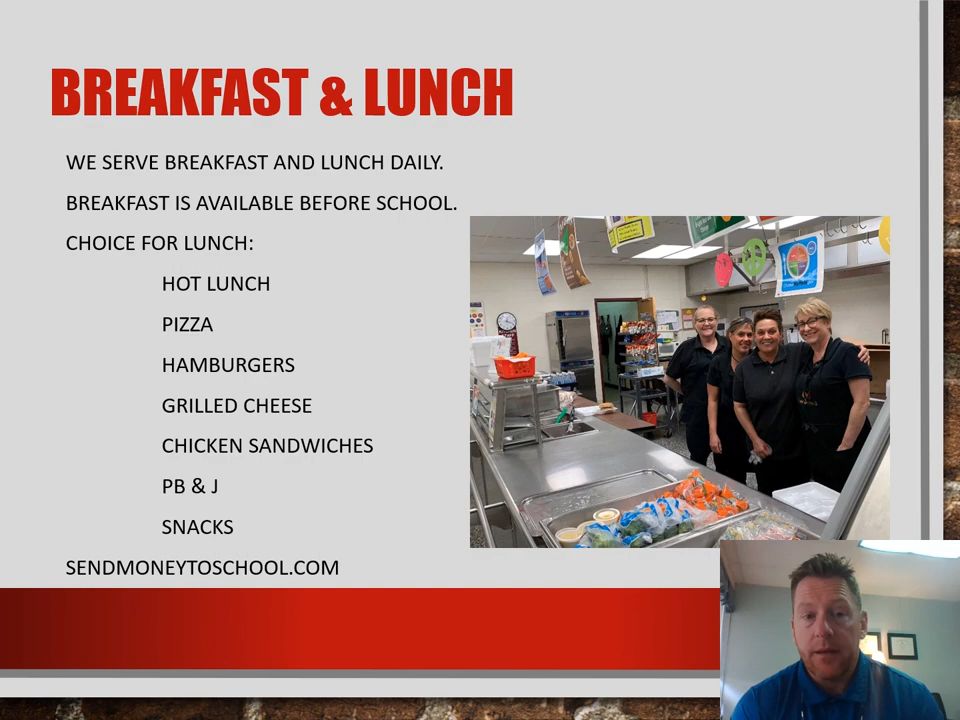 BREAKFAST & LUNCH
WE SERVE BREAKFAST AND LUNCH DAILY.
BREAKFAST IS AVAILABLE BEFORE SCHOOL.
CHOICE FOR LUNCH:
HOT LUNCH
PIZZA
HAMBURGERS
GRILLED CHEESE
CHICKEN SANDWICHES
PB & J
SNACKS
SENDMONEYTOSCHOOL.COM